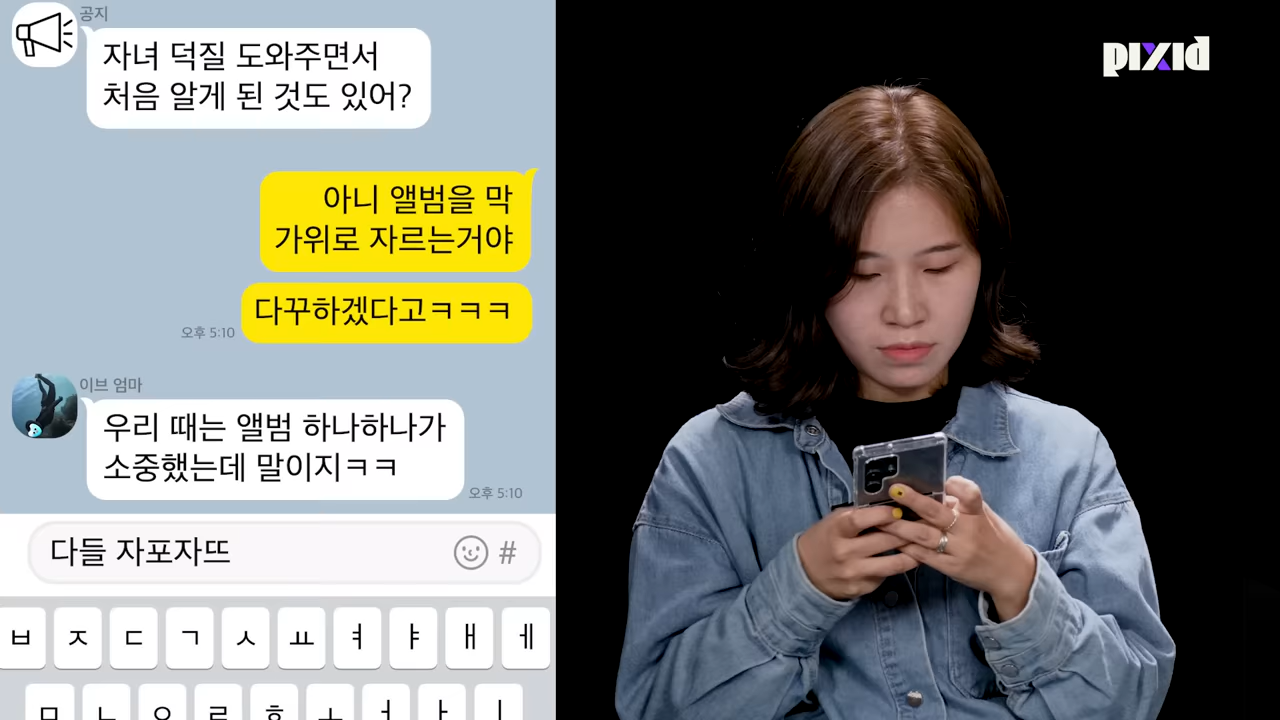 공지
자녀 덕질 도와주면서
처음 알게 된 것도 있어?
아니 앨범을 막
가위로 자르는거야
다꾸하겠다고ㅋㅋㅋ
오후 5:10
이브 엄마
우리 때는 앨범 하나하나가
소중했는데 말이지ㅋㅋ
오후 5:10
다들 자포자뜨
#
ㅂ ㅈ ㄷ ㄱ ㅅ ㅛ ㅕ ㅑ ㅐ ㅔ
ㅁ ㄴ ㅇ ㄹ ㅎ ㅗ ㅓ ㅏ ㅣ
PIXID